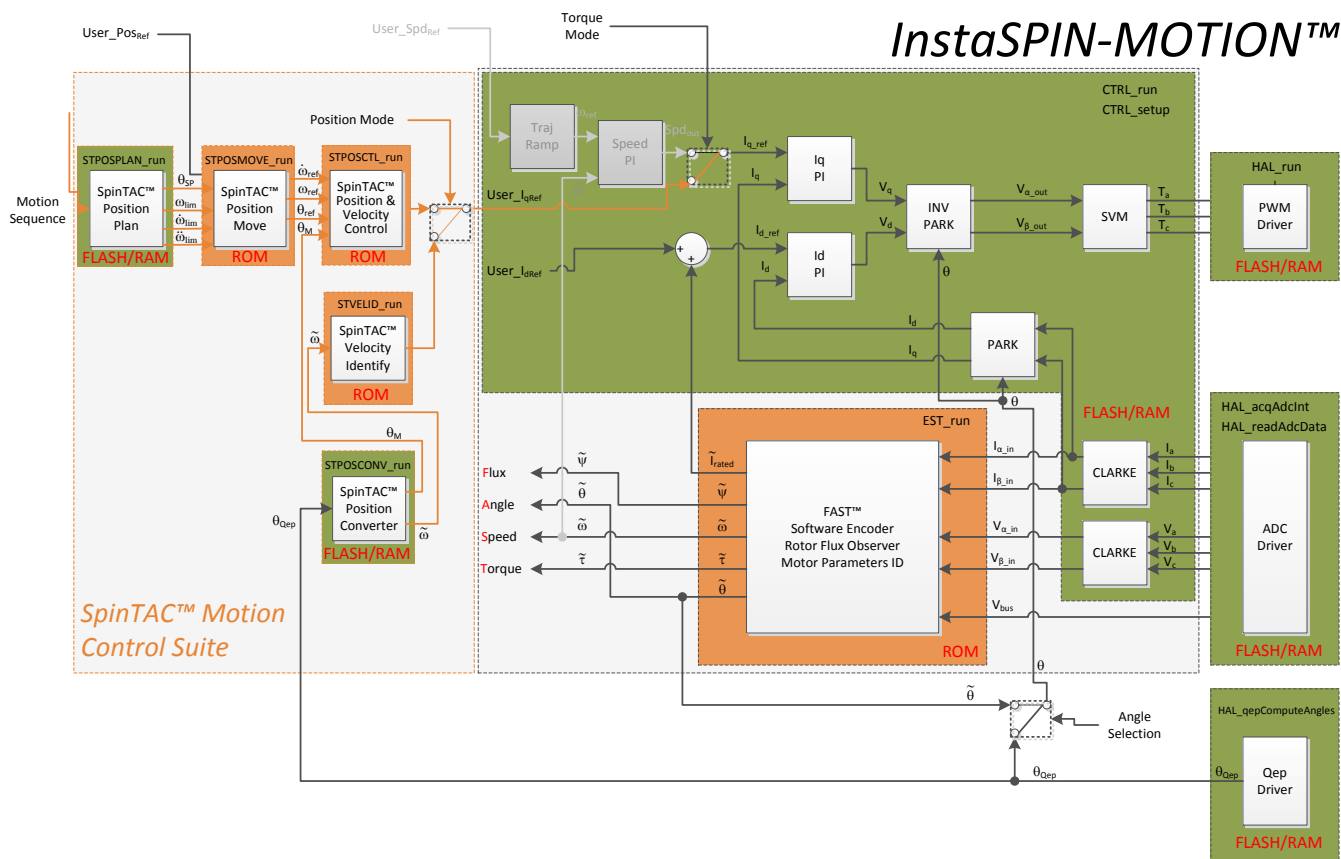 InstaSPIN-MOTION™
User_PosRef
User_SpdRef
Torque
Mode
CTRL_run
CTRL_setup
Position Mode
Traj
Ramp
ωref
Speed
PI
Spdout
Iq_ref
Iq
Iq
PI
Vq
Vd
INV
PARK
Vα_out
Vβ_out
SVM
Ta
Tb
Tc
HAL_run
PWM
Driver
FLASH/RAM
Motion
Sequence
STPOSPLAN_run
SpinTAC™
Position
Plan
FLASH/RAM
θSP
ωlim
ω̇lim
ω̈lim
STPOSMOVE_run
SpinTAC™
Position
Move
ROM
ω̇ref
ωref
θref
θM
STPOSCTL_run
SpinTAC™
Position &
Velocity
Control
ROM
User_IqRef
User_IdRef
+
+
Id_ref
Id
Id
PI
θ
Id
Iq
PARK
θ
STVELID_run
SpinTAC™
Velocity
Identify
ROM
ω̃
θM
STPOSCONV_run
SpinTAC™
Position
Converter
FLASH/RAM
ω̃
θQep
Flux
Angle
Speed
Torque
ψ̃
θ̃
ω̃
τ̃
EST_run
Ĩrated
ψ̃
ω̃
τ̃
θ̃
FAST™
Software Encoder
Rotor Flux Observer
Motor Parameters ID
ROM
Iα_in
Iβ_in
Vα_in
Vβ_in
Vbus
FLASH/RAM
CLARKE
CLARKE
Ia
Ib
Ic
Va
Vb
Vc
HAL_acqAdcInt
HAL_readAdcData
ADC
Driver
FLASH/RAM
SpinTAC™ Motion
Control Suite
θ
θ̃
Angle
Selection
θQep
θQep
HAL_qepComputeAngles
Qep
Driver
FLASH/RAM